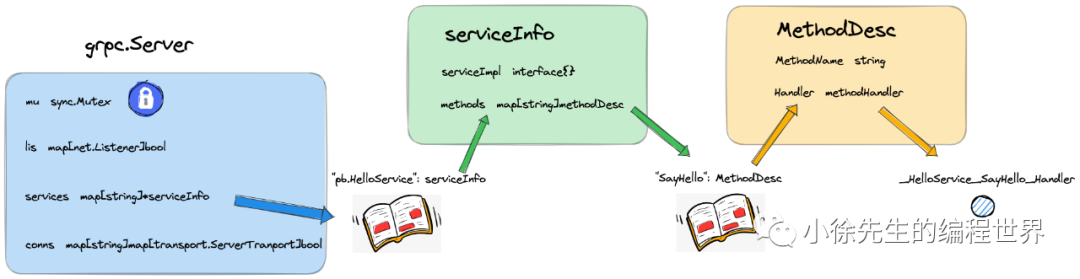 grpc.Server
mu sync.Mutex
lis map[net.Listener]bool
services map[string]*serviceInfo
conns map[string]map[transport.ServerTranport]bool
"pb.HelloService": serviceInfo
serviceInfo
serviceImpl interface{}
methods map[string]methodDesc
"SayHello": MethodDesc
MethodDesc
MethodName string
Handler methodHandler
_HelloService_SayHello_Handler
小徐先生的编程世界